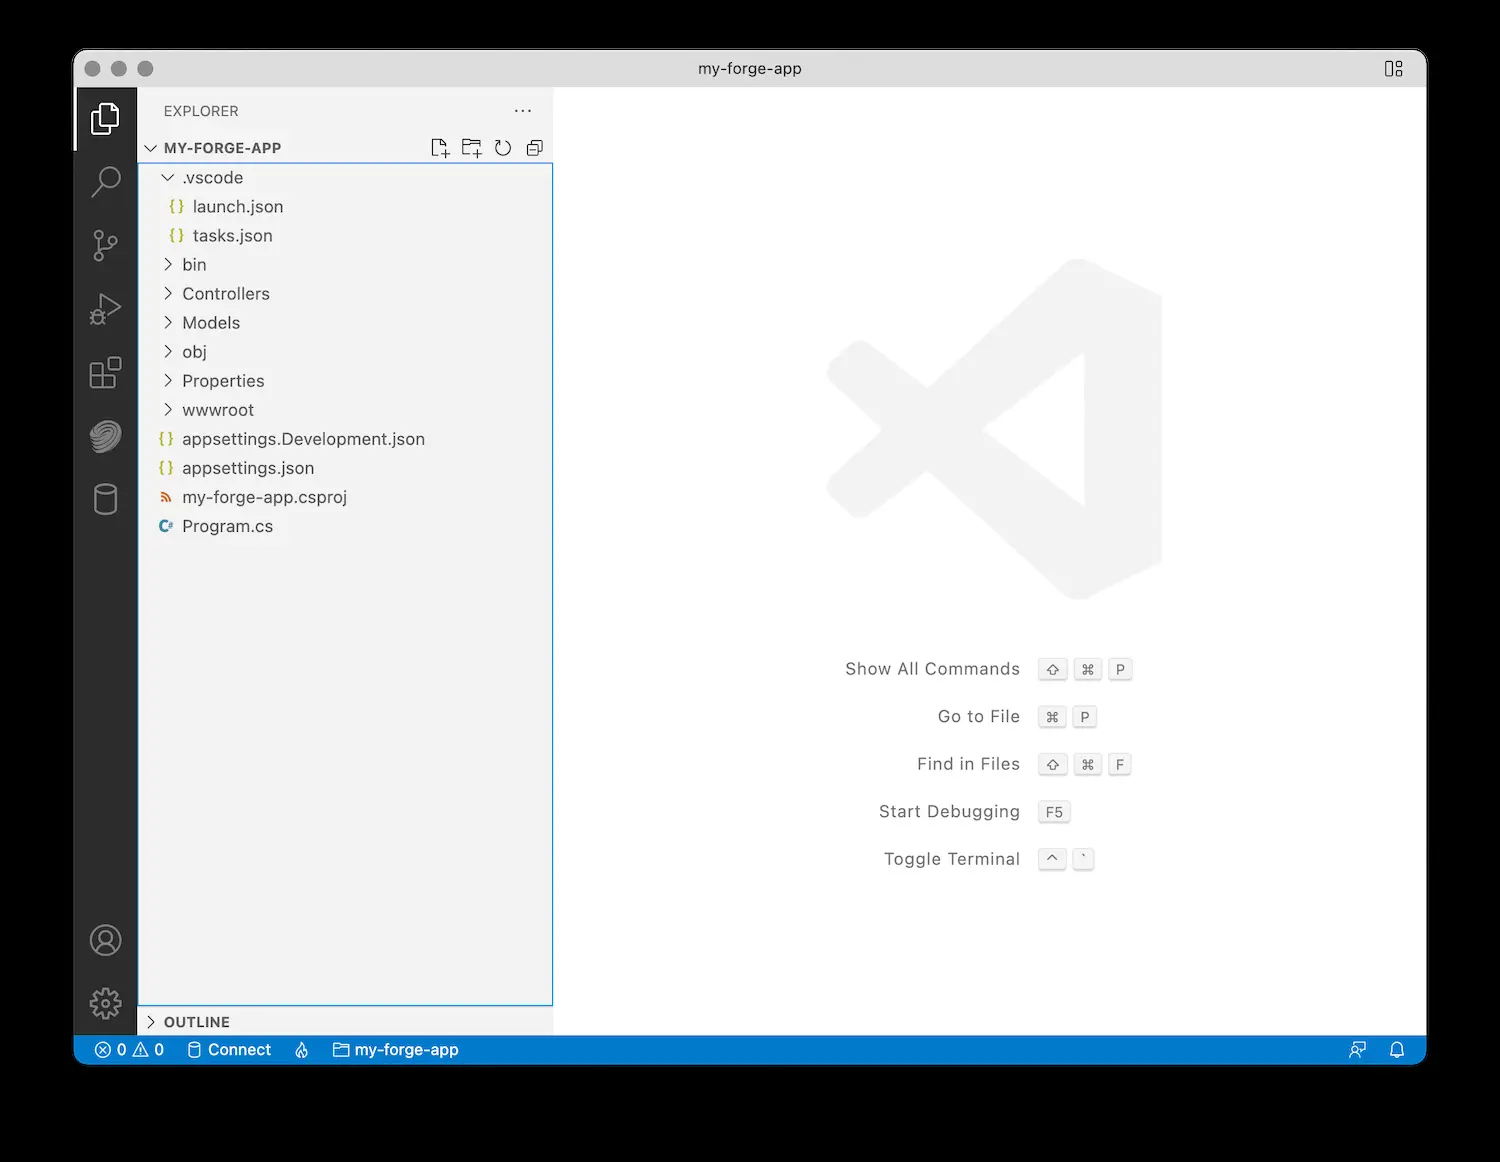 my-forge-app
EXPLORER
MY-FORGE-APP
.vscode
{} launch.json
{} tasks.json
bin
Controllers
Models
obj
Properties
wwwroot
{} appsettings.Development.json
{} appsettings.json
my-forge-app.csproj
C# Program.cs
Show All Commands ⇧ ⌘ P
Go to File ⌘ P
Find in Files ⇧ ⌘ F
Start Debugging F5
Toggle Terminal ^ `
OUTLINE
0 0 Connect my-forge-app